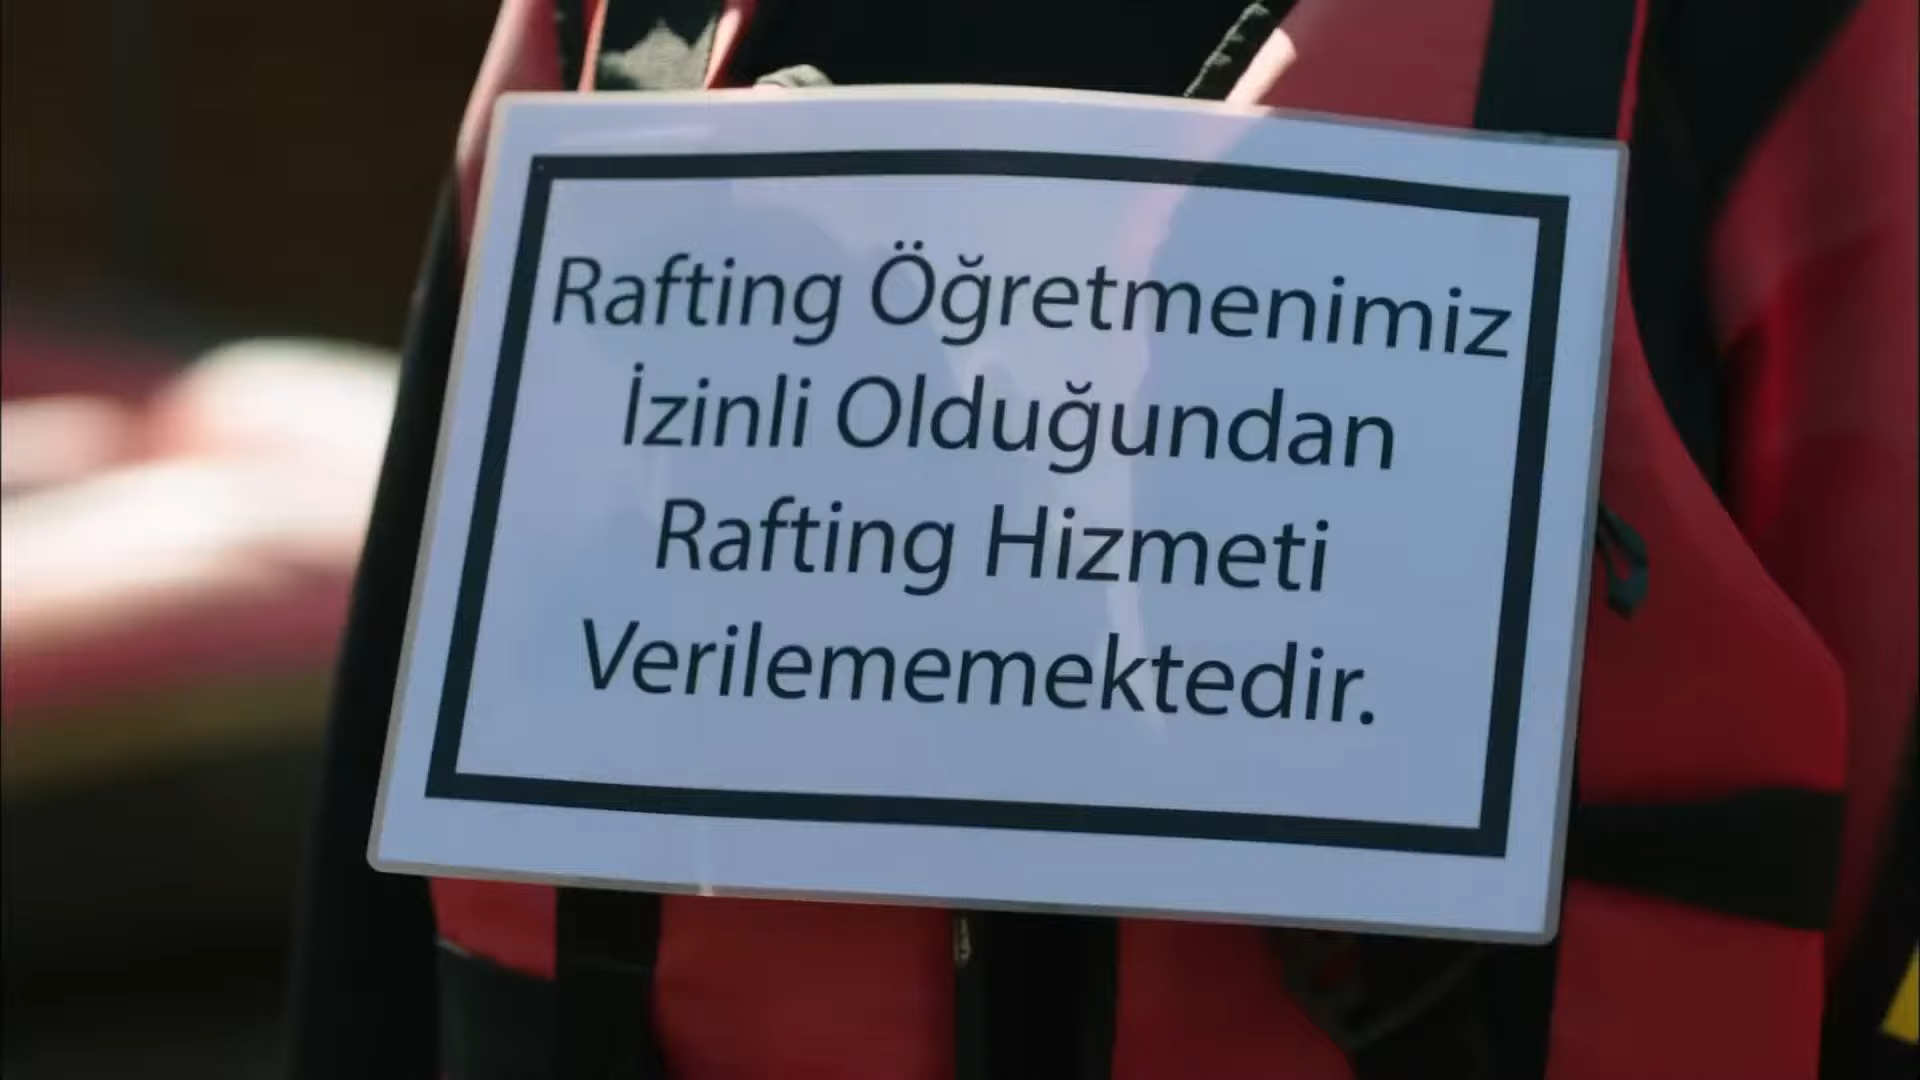 Rafting Öğretmenimiz
İzinli Olduğundan
Rafting Hizmeti
Verilememektedir.